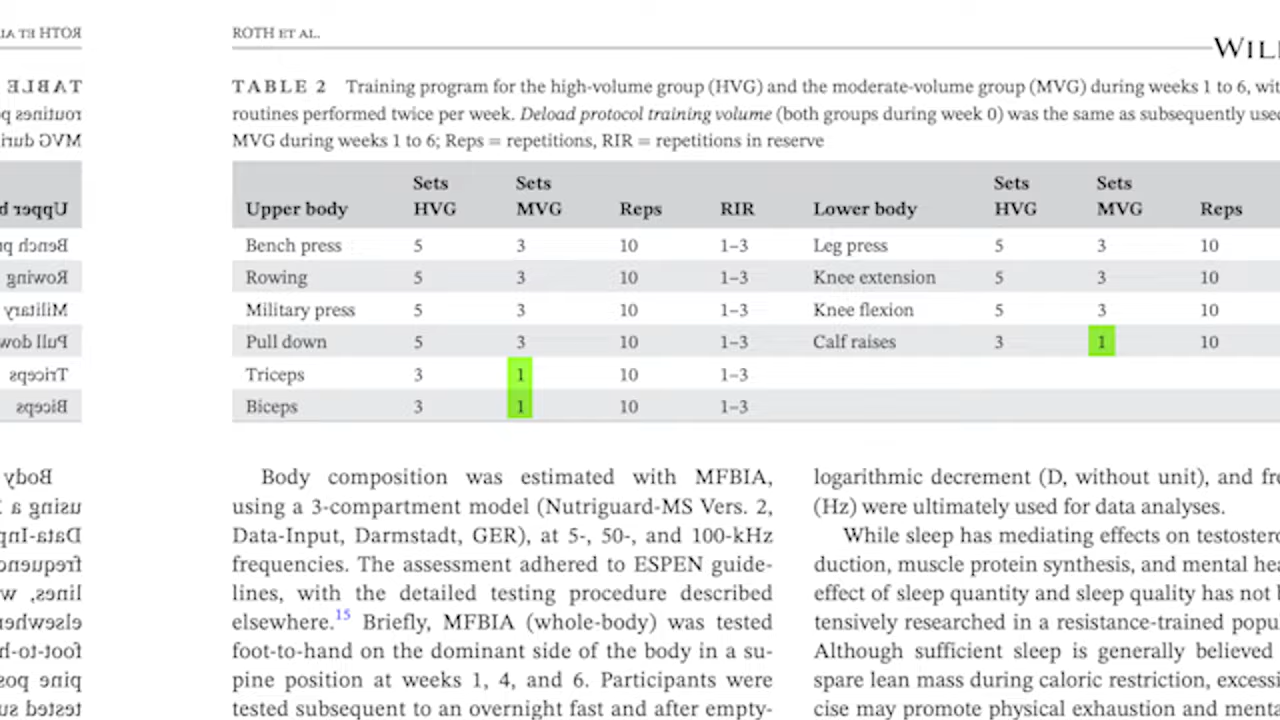 ROTH ET AL.
WIL
TABLE 2 Training program for the high-volume group (HVG) and the moderate-volume group (MVG) during weeks 1 to 6, wit
routines performed twice per week. Deload protocol training volume (both groups during week 0) was the same as subsequently used
MVG during weeks 1 to 6; Reps = repetitions, RIR = repetitions in reserve
Upper body Sets HVG Sets MVG Reps RIR Lower body Sets HVG Sets MVG Reps
Bench press 5 3 10 1–3 Leg press 5 3 10
Rowing 5 3 10 1–3 Knee extension 5 3 10
Military press 5 3 10 1–3 Knee flexion 5 3 10
Pull down 5 3 10 1–3 Calf raises 3 1 10
Triceps 3 1 10 1–3
Biceps 3 1 10 1–3
Body composition was estimated with MFBIA,
using a 3-compartment model (Nutriguard-MS Vers. 2,
Data-Input, Darmstadt, GER), at 5-, 50-, and 100-kHz
frequencies. The assessment adhered to ESPEN guide-
lines, with the detailed testing procedure described
elsewhere.15 Briefly, MFBIA (whole-body) was tested
foot-to-hand on the dominant side of the body in a su-
pine position at weeks 1, 4, and 6. Participants were
tested subsequent to an overnight fast and after empty-
logarithmic decrement (D, without unit), and fre
(Hz) were ultimately used for data analyses.
While sleep has mediating effects on testostero
duction, muscle protein synthesis, and mental hea
effect of sleep quantity and sleep quality has not b
tensively researched in a resistance-trained popu
Although sufficient sleep is generally believed
spare lean mass during caloric restriction, excessi
cise may promote physical exhaustion and menta